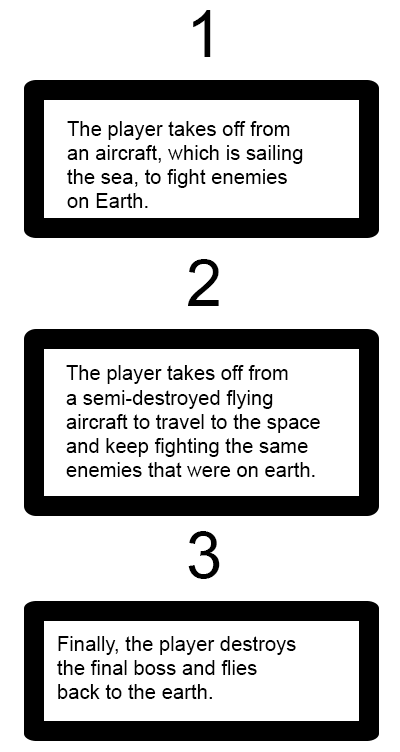 1
The player takes off from
an aircraft, which is sailing
the sea, to fight enemies
on Earth.
2
The player takes off from
a semi-destroyed flying
aircraft to travel to the space
and keep fighting the same
enemies that were on earth.
3
Finally, the player destroys
the final boss and flies
back to the earth.